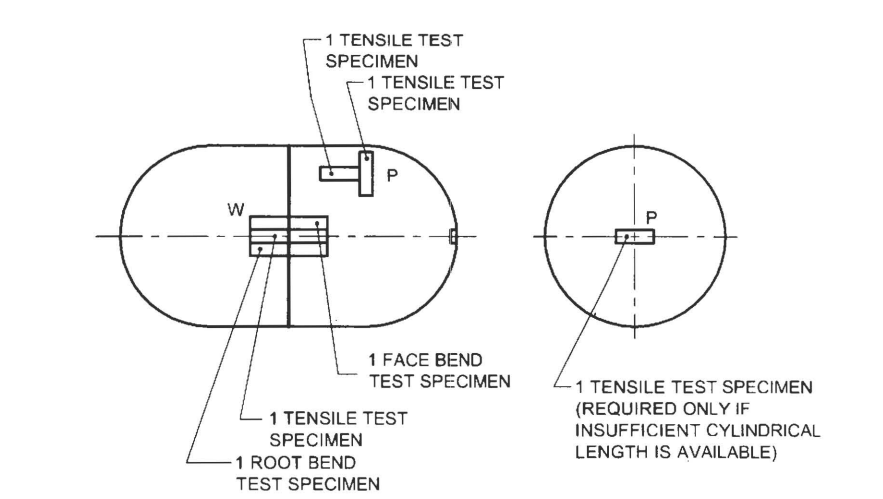 1 TENSILE TEST
SPECIMEN
1 TENSILE TEST
SPECIMEN
P
W
P
1 FACE BEND
TEST SPECIMEN
1 TENSILE TEST
SPECIMEN
1 ROOT BEND
TEST SPECIMEN
1 TENSILE TEST SPECIMEN
(REQUIRED ONLY IF
INSUFFICIENT CYLINDRICAL
LENGTH IS AVAILABLE)